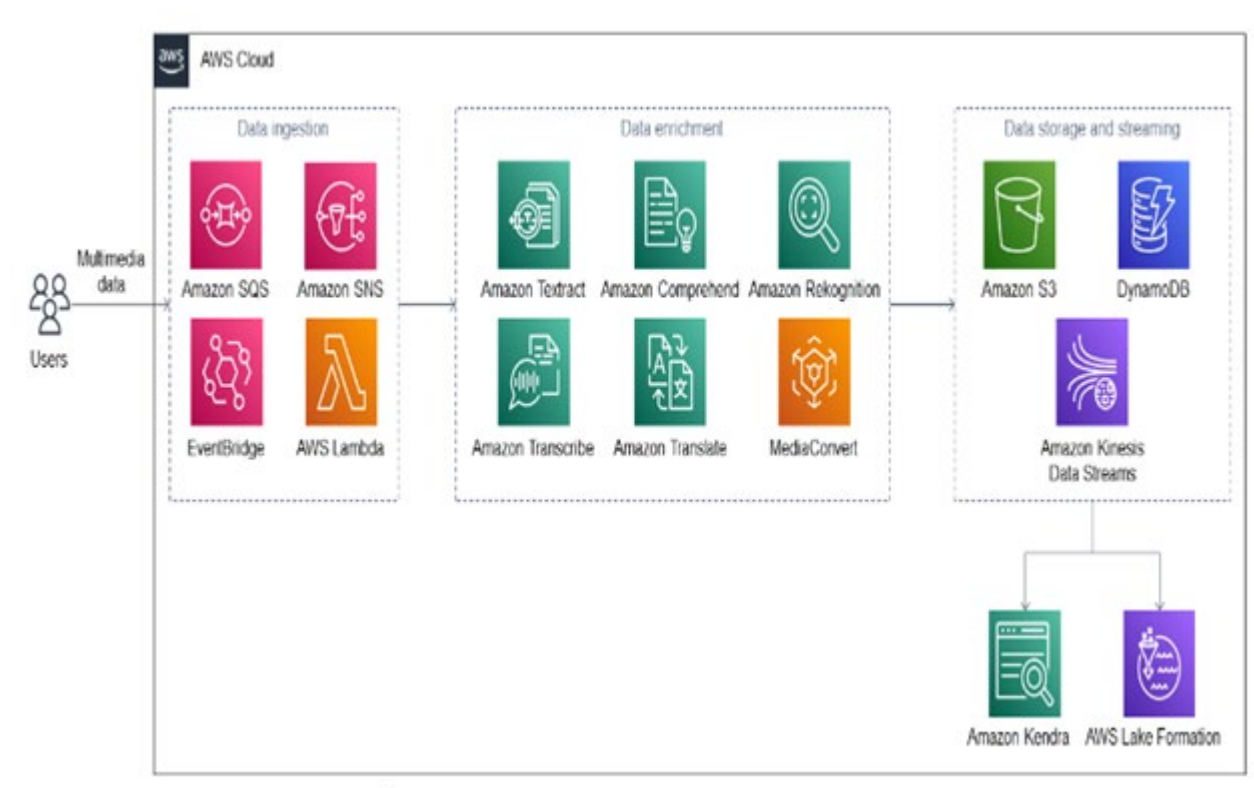 aws
AWS Cloud
Data ingestion
Data enrichment
Data storage and streaming
Multimedia
data
Users
Amazon SQS
Amazon SNS
EventBridge
AWS Lambda
Amazon Textract
Amazon Comprehend
Amazon Rekognition
Amazon Transcribe
Amazon Translate
MediaConvert
Amazon S3
DynamoDB
Amazon Kinesis
Data Streams
Amazon Kendra
AWS Lake Formation